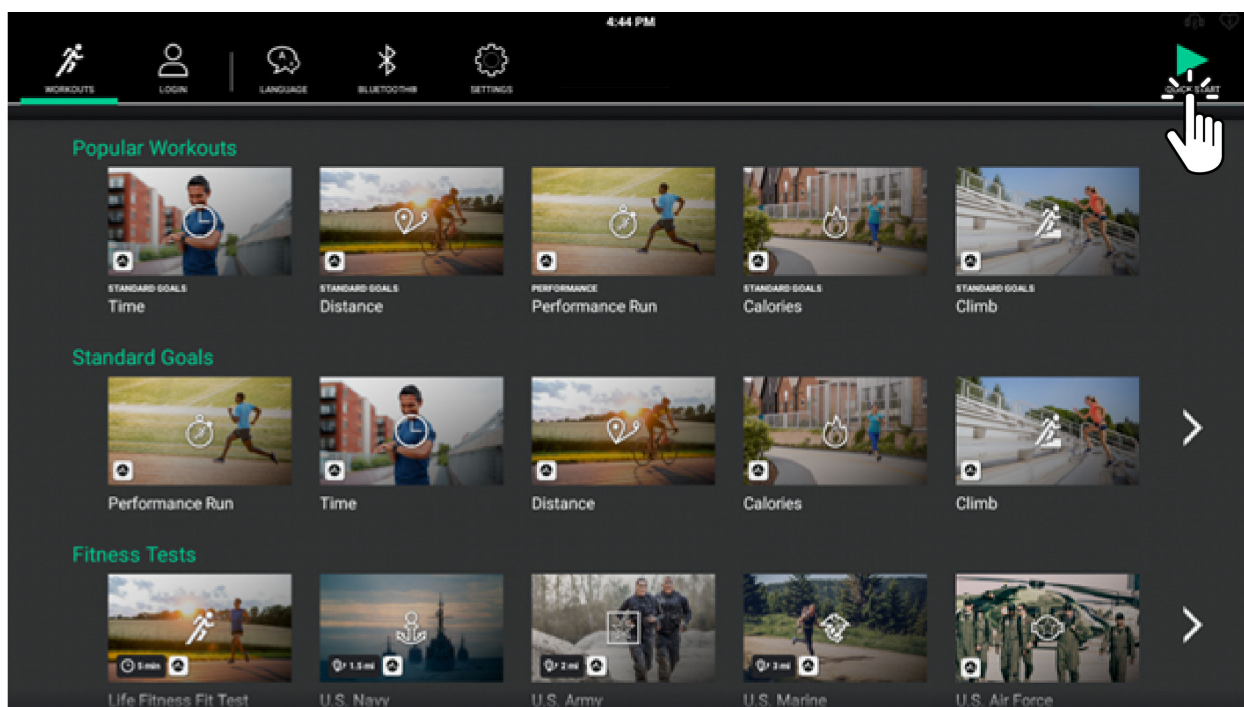 4:44 PM
WORKOUTS
LOGIN
A
LANGUAGE
BLUETOOTH®
SETTINGS
QUICK START
Popular Workouts
STANDARD GOALS
Time
STANDARD GOALS
Distance
PERFORMANCE
Performance Run
STANDARD GOALS
Calories
STANDARD GOALS
Climb
Standard Goals
Performance Run
Time
Distance
Calories
Climb
Fitness Tests
5 min
Life Fitness Fit Test
1.5 mi
U.S. Navy
2 mi
U.S. Army
3 mi
U.S. Marine
U.S. Air Force